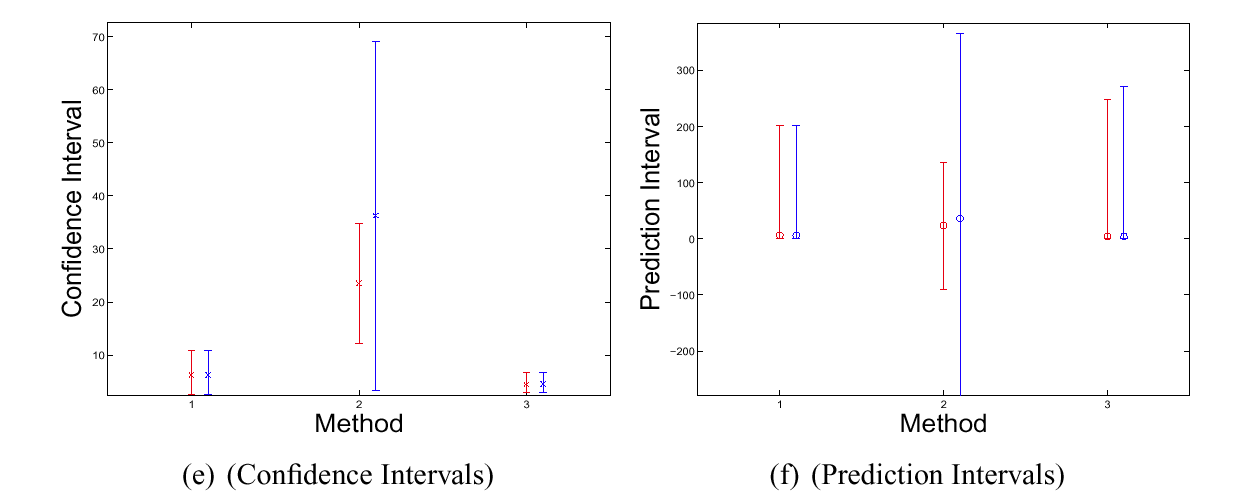 70
60
50
40
30
20
10
Confidence Interval
1 2 3
Method
(e) (Confidence Intervals)
300
200
100
0
−100
−200
Prediction Interval
1 2 3
Method
(f) (Prediction Intervals)